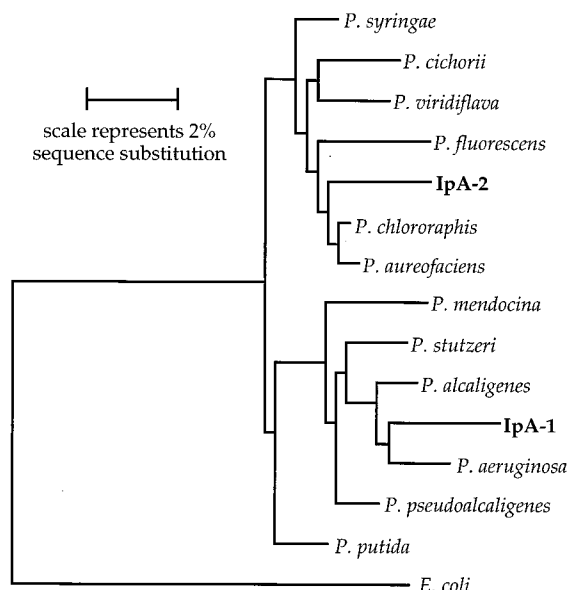 P. syringae
P. cichorii
scale represents 2%
sequence substitution
P. viridiflava
P. fluorescens
IpA-2
P. chlororaphis
P. aureofaciens
P. mendocina
P. stutzeri
P. alcaligenes
IpA-1
P. aeruginosa
P. pseudoalcaligenes
P. putida
E. coli